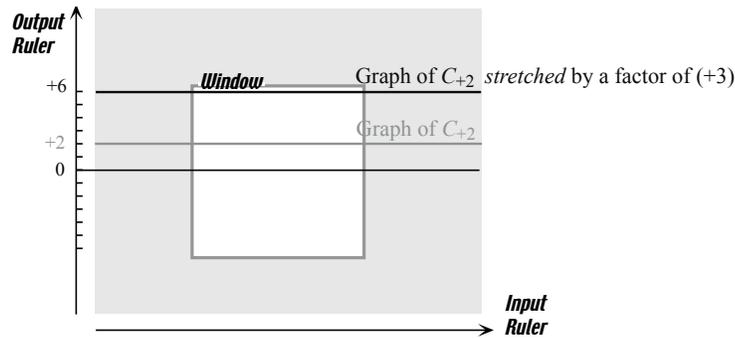 Output
Ruler
Window
Graph of C+2 stretched by a factor of (+3)
+6
Graph of C+2
+2
0
Input
Ruler